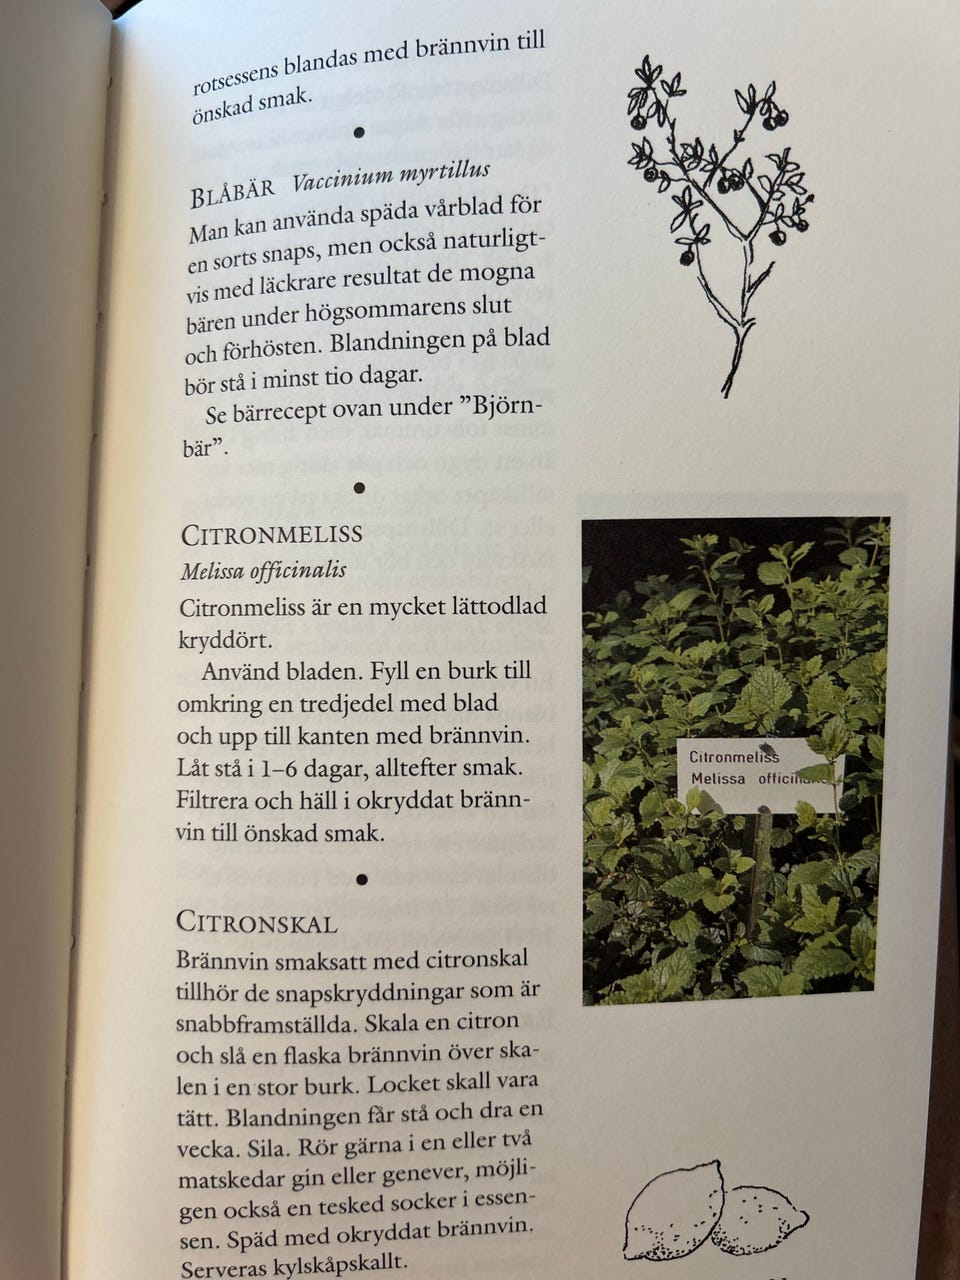 rotsessens blandas med brännvin till
önskad smak.
•
BLÅBÄR Vaccinium myrtillus
Man kan använda späda vårblad för
en sorts snaps, men också naturligt-
vis med läckrare resultat de mogna
bären under högsommarens slut
och förhösten. Blandningen på blad
bör stå i minst tio dagar.
Se bärrecept ovan under ”Björn-
bär”.
•
CITRONMELISS
Melissa officinalis
Citronmeliss är en mycket lättodlad
kryddört.
Använd bladen. Fyll en burk till
omkring en tredjedel med blad
och upp till kanten med brännvin.
Låt stå i 1–6 dagar, alltefter smak.
Filtrera och häll i okryddat bränn-
vin till önskad smak.
•
CITRONSKAL
Brännvin smaksatt med citronskal
tillhör de snapskryddningar som är
snabbframställda. Skala en citron
och slå en flaska brännvin över ska-
len i en stor burk. Locket skall vara
tätt. Blandningen får stå och dra en
vecka. Sila. Rör gärna i en eller två
matskedar gin eller genever, möjli-
gen också en tesked socker i essen-
sen. Späd med okryddat brännvin.
Serveras kylskåpskallt.
Citronmeliss
Melissa